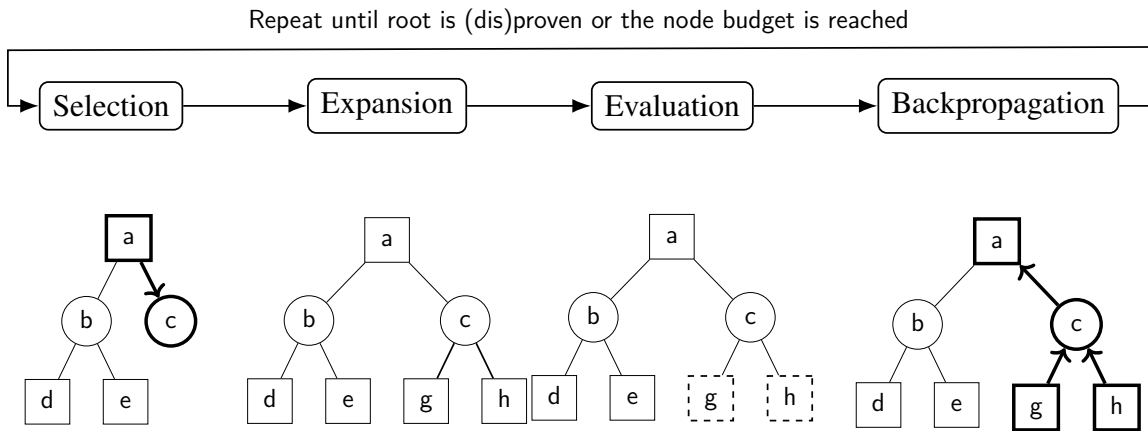 Repeat until root is (dis)proven or the node budget is reached
Selection Expansion Evaluation Backpropagation
a a a a
b c b c b c b c
d e d e g h d e g h d e g h